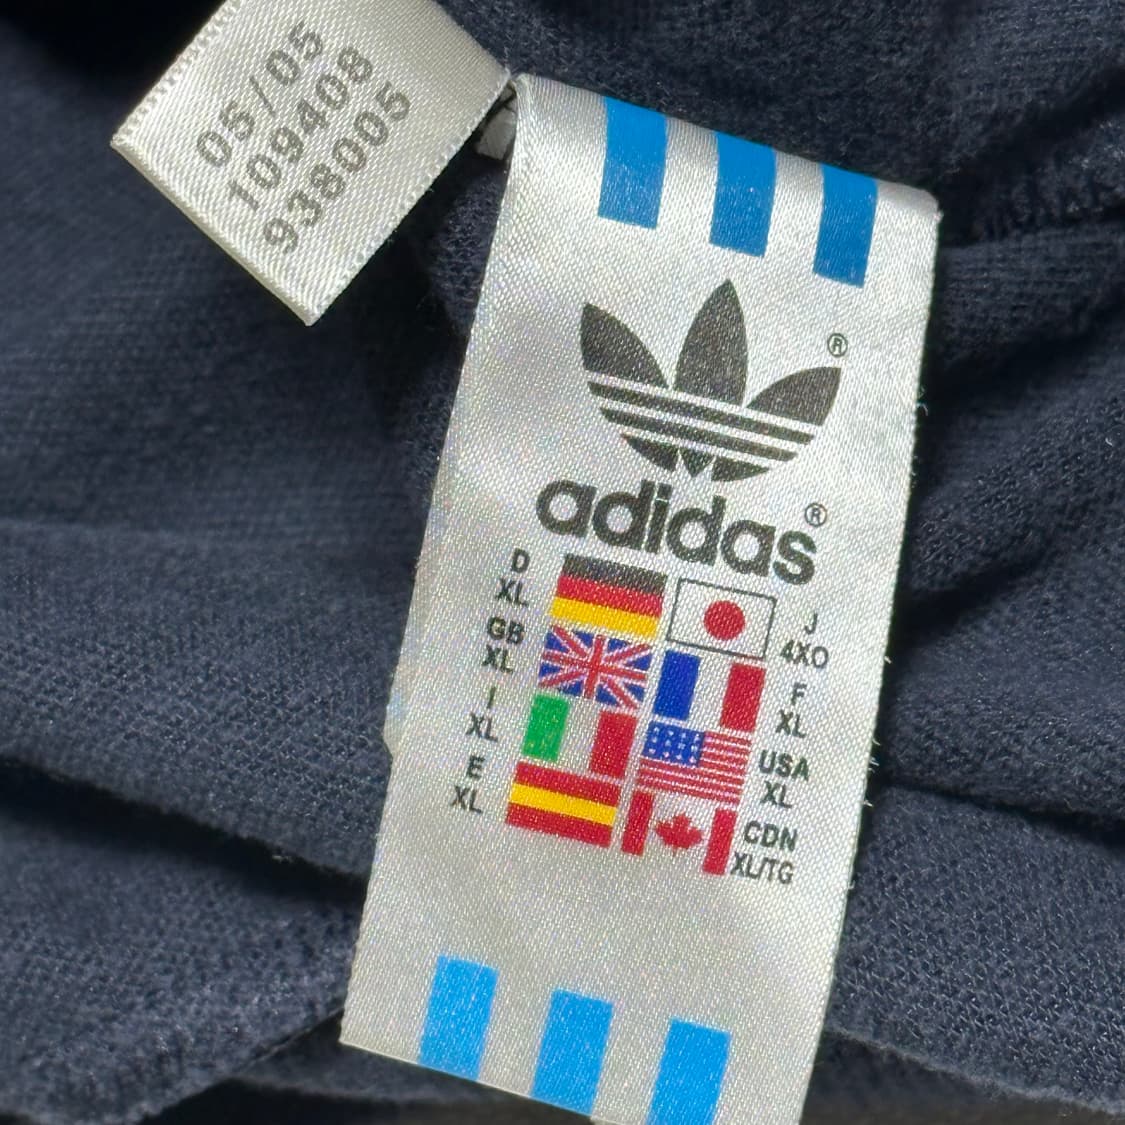 05/05
109408
938005
®
adidas®
D
XL
J
4XO
GB
XL
F
XL
I
XL
USA
XL
E
XL
CDN
XL/TG